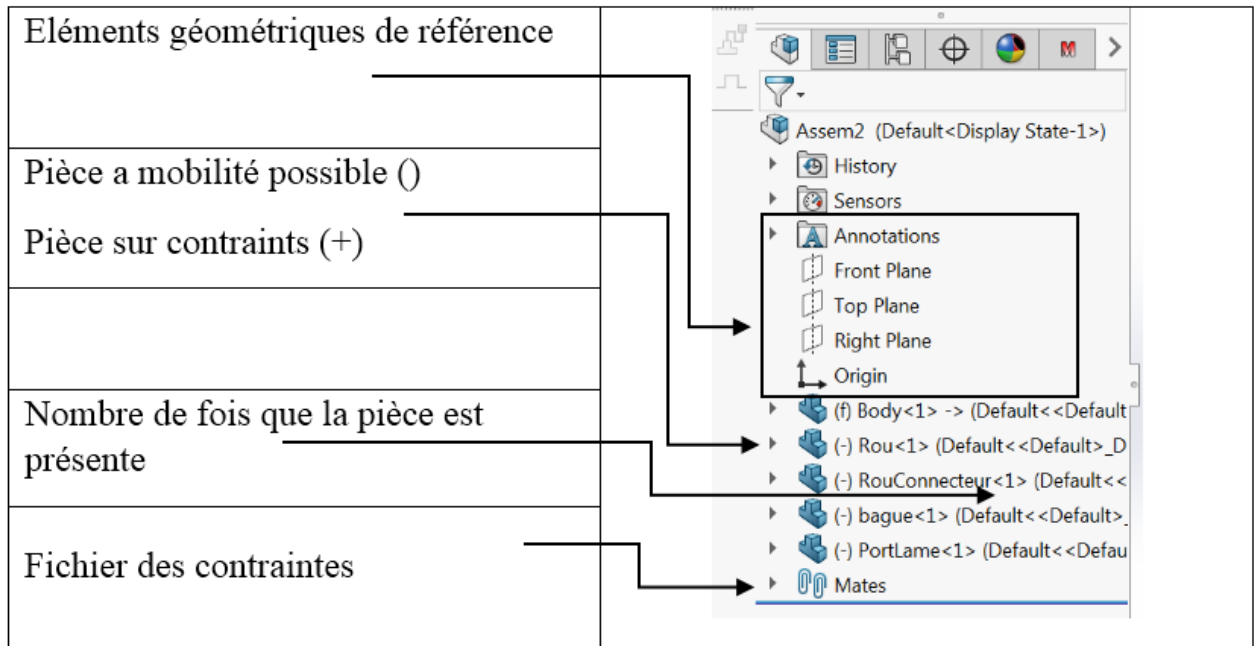 Eléments géométriques de référence
Pièce a mobilité possible ()
Pièce sur contraints (+)
Nombre de fois que la pièce est
présente
Fichier des contraintes
Assem2 (Default<Display State-1>)
History
Sensors
Annotations
Front Plane
Top Plane
Right Plane
Origin
(f) Body<1> -> (Default<<Default
(-) Rou<1> (Default<<Default>_D
(-) RouConnecteur<1> (Default<<
(-) bague<1> (Default<<Default>_
(-) PortLame<1> (Default<<Defau
Mates